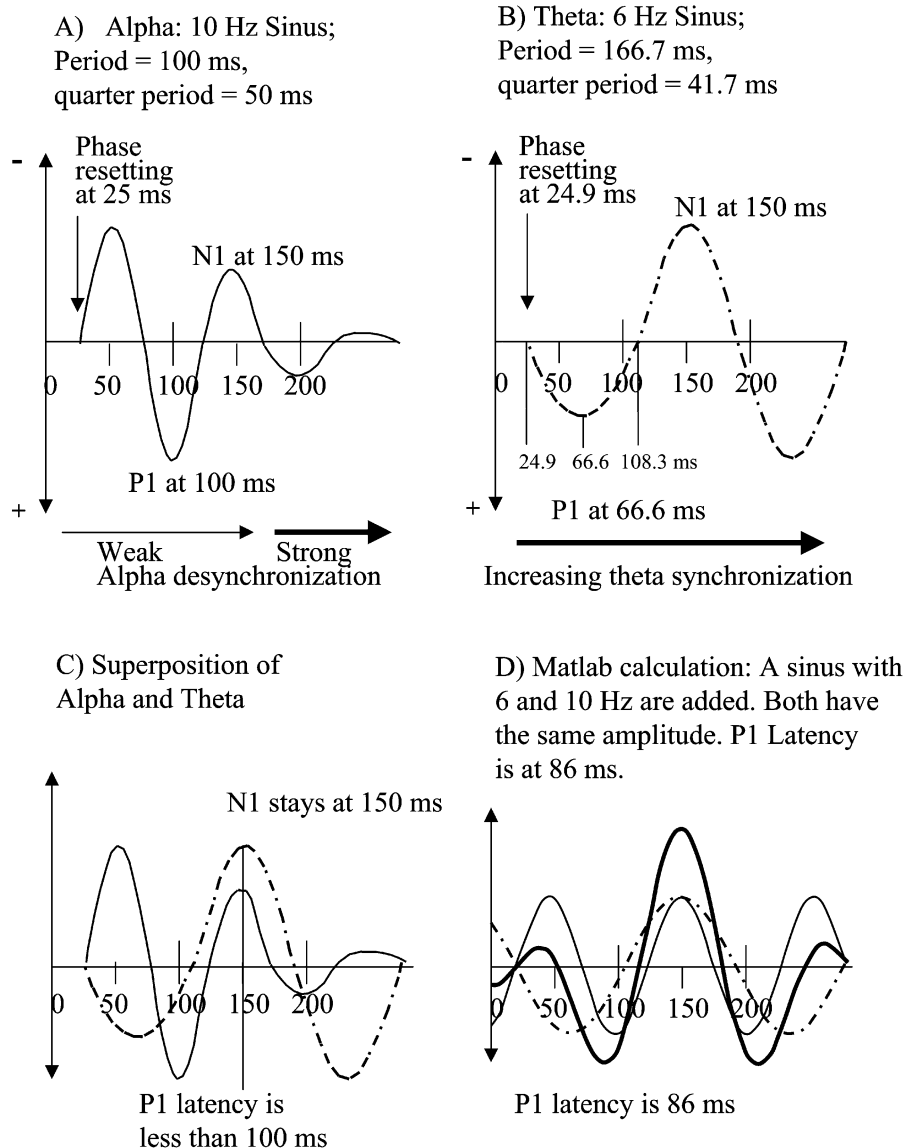 A) Alpha: 10 Hz Sinus;
Period = 100 ms,
quarter period = 50 ms
-
Phase
resetting
at 25 ms
N1 at 150 ms
0 50 100 150 200
P1 at 100 ms
+
Weak Strong
Alpha desynchronization
B) Theta: 6 Hz Sinus;
Period = 166.7 ms,
quarter period = 41.7 ms
-
Phase
resetting
at 24.9 ms
N1 at 150 ms
0 50 100 150 200
24.9 66.6 108.3 ms
+
P1 at 66.6 ms
Increasing theta synchronization
C) Superposition of
Alpha and Theta
N1 stays at 150 ms
0 50 100 150 200
P1 latency is
less than 100 ms
D) Matlab calculation: A sinus with
6 and 10 Hz are added. Both have
the same amplitude. P1 Latency
is at 86 ms.
0 50 100 150 200
P1 latency is 86 ms